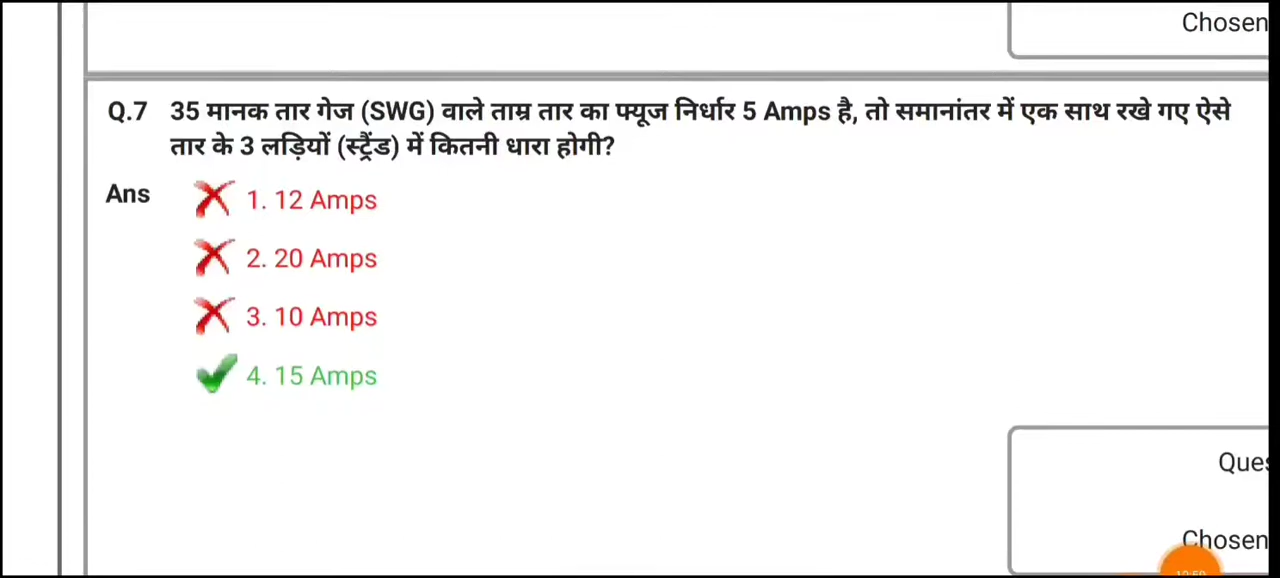 Chosen
Q.7 35 मानक तार गेज (SWG) वाले ताम्र तार का फ्यूज निर्धार 5 Amps है, तो समानांतर में एक साथ रखे गए ऐसे
तार के 3 लड़ियों (स्ट्रैंड) में कितनी धारा होगी?
Ans
1. 12 Amps
2. 20 Amps
3. 10 Amps
4. 15 Amps
Ques
Chosen